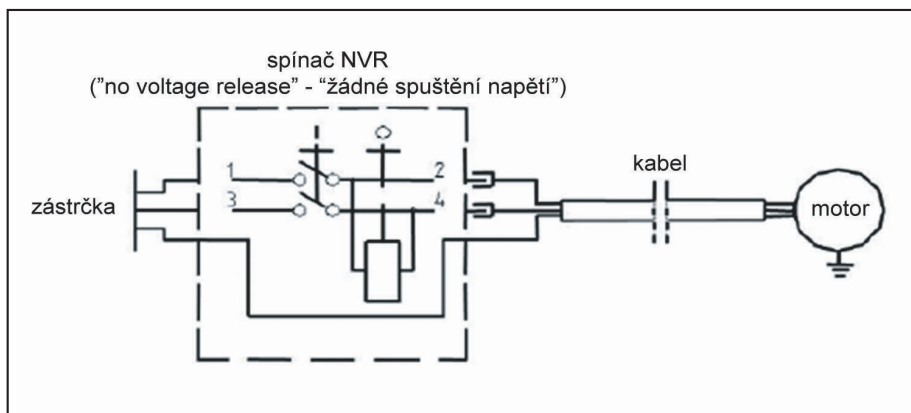 spínač NVR
("no voltage release" - “žádné spuštění napětí”)
1
2
kabel
zástrčka
3
4
motor